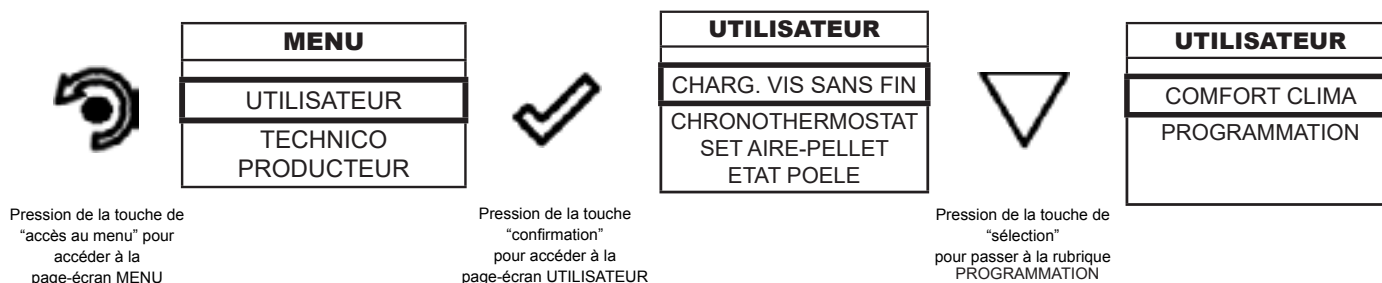 MENU
UTILISATEUR
TECHNICO
PRODUCTEUR
Pression de la touche de
“accès au menu” pour
accéder à la
page-écran MENU
UTILISATEUR
CHARG. VIS SANS FIN
CHRONOTHERMOSTAT
SET AIRE-PELLET
ETAT POELE
Pression de la touche
“confirmation”
pour accéder à la
page-écran UTILISATEUR
UTILISATEUR
COMFORT CLIMA
PROGRAMMATION
Pression de la touche de
“sélection”
pour passer à la rubrique
PROGRAMMATION